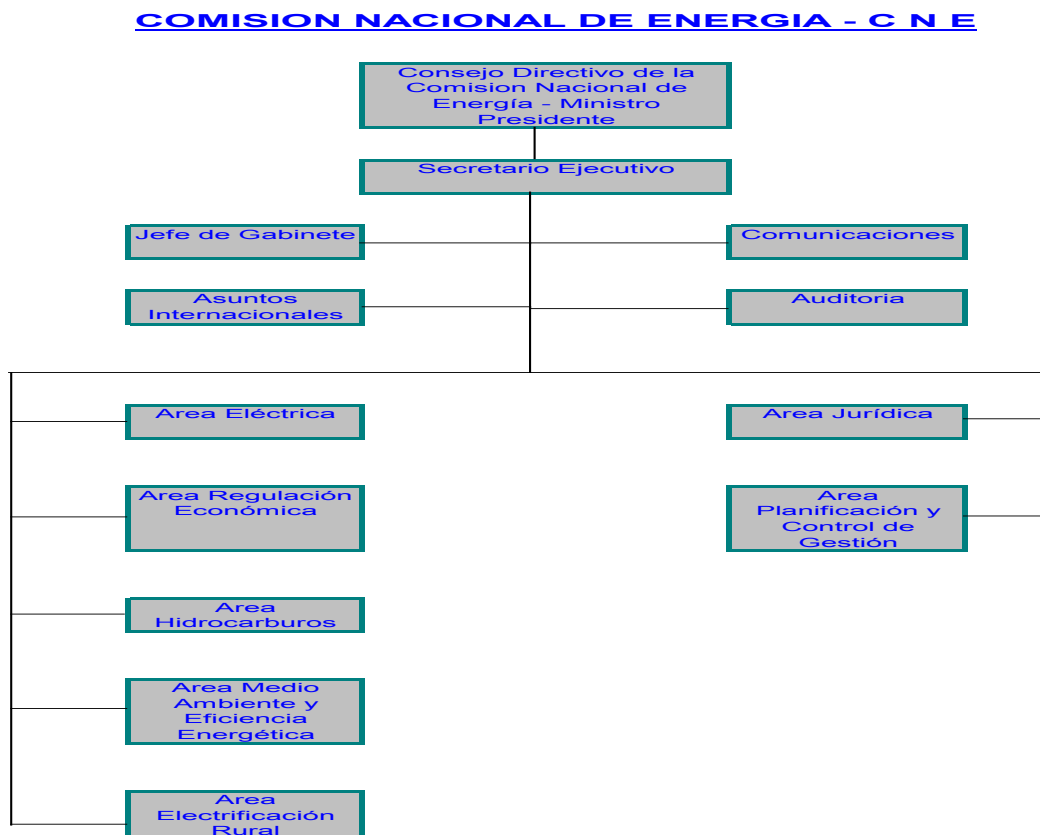 COMISION NACIONAL DE ENERGIA - C N E
Consejo Directivo de la
Comision Nacional de
Energía - Ministro
Presidente
Secretario Ejecutivo
Jefe de Gabinete
Comunicaciones
Asuntos
Internacionales
Auditoria
Area Eléctrica
Area Jurídica
Area Regulación
Económica
Area
Planificación y
Control de
Gestión
Area
Hidrocarburos
Area Medio
Ambiente y
Eficiencia
Energética
Area
Electrificación
Rural